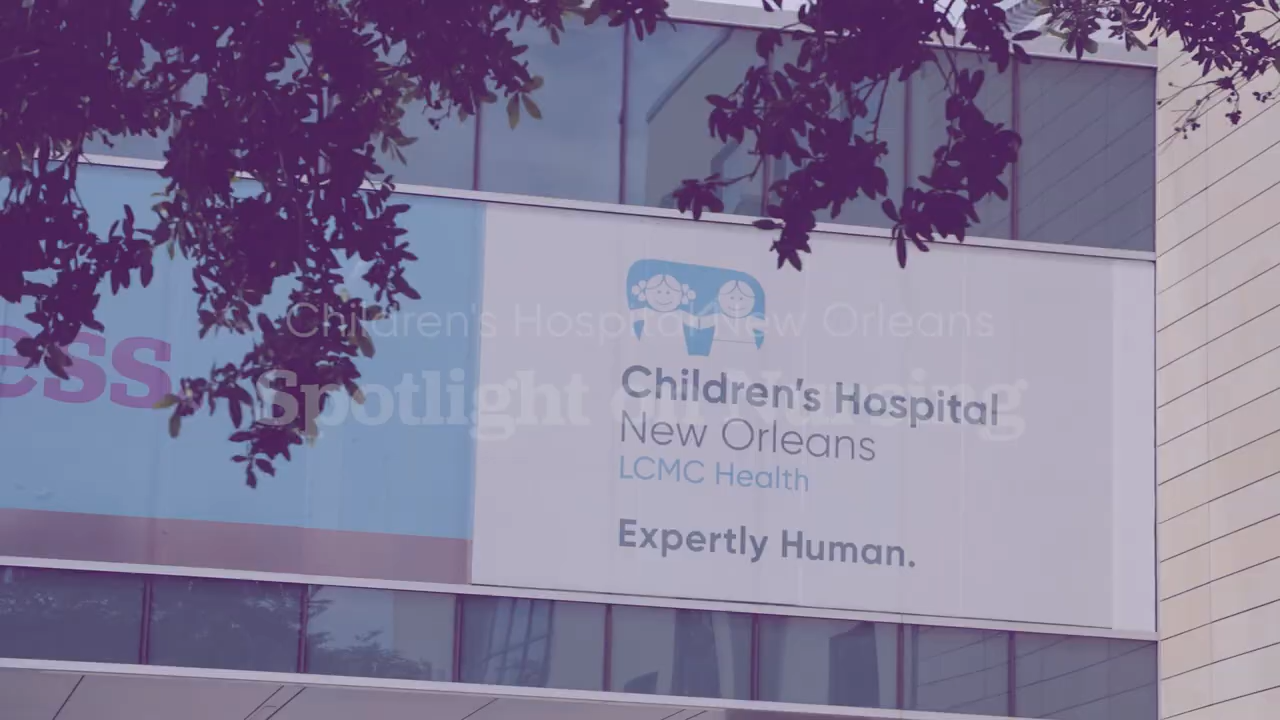 ess
Children's Hospital New Orleans
Spotlight on Nursing
Children's Hospital
New Orleans
LCMC Health
Expertly Human.